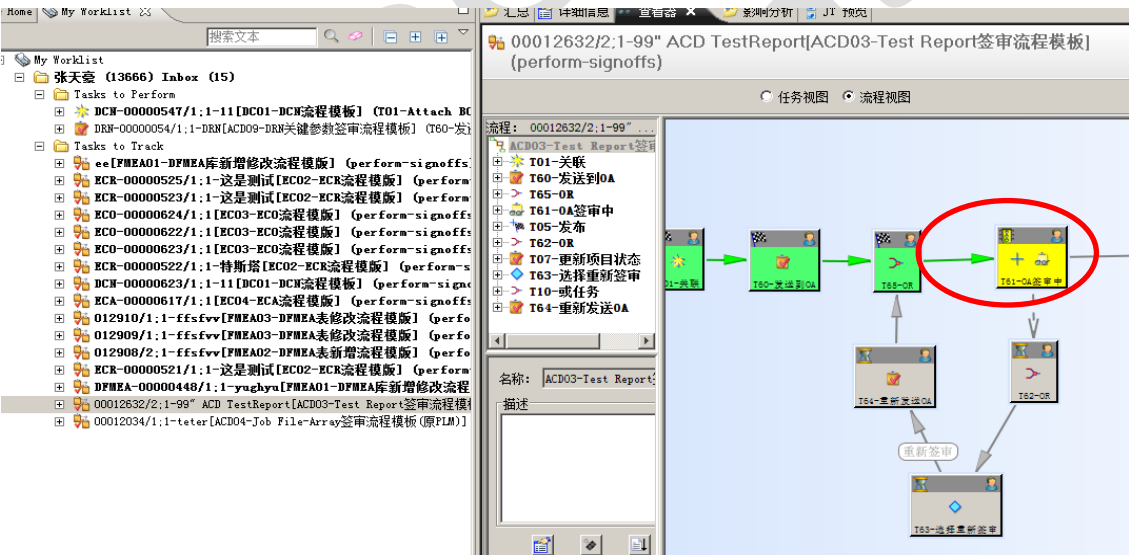 Home My Worklist
汇总 详细信息 查看器 影响分析 JT 预览
搜索文本
My Worklist
张天豪 (13666) Inbox (15)
Tasks to Perform
DCN-00000547/1;1-11[DC01-DCN流程模板] (T01-Attach BO
DRN-00000054/1;1-DRN[ACD09-DRN关键参数签审流程模板] (T60-发
Tasks to Track
ee[FMEA01-DFMEA库新增修改流程模版] (perform-signoffs)
ECR-00000525/1;1-这是测试[EC02-ECR流程模版] (perform
ECR-00000523/1;1-这是测试[EC02-ECR流程模版] (perform
ECO-00000624/1;1[EC03-ECO流程模版] (perform-signoffs
ECO-00000622/1;1[EC03-ECO流程模版] (perform-signoffs
ECO-00000623/1;1[EC03-ECO流程模版] (perform-signoffs
ECR-00000522/1;1-特斯塔[EC02-ECR流程模版] (perform-s
DCN-00000623/1;1-11[DC01-DCN流程模板] (perform-signo
ECA-00000617/1;1[EC04-ECA流程模版] (perform-signoffs
012910/1;1-ffsfvv[FMEA03-DFMEA表修改流程模版] (perfo
012909/1;1-ffsfvv[FMEA03-DFMEA表修改流程模版] (perfo
012908/2;1-ffsfvv[FMEA02-DFMEA表新增流程模版] (perfo
ECR-00000521/1;1-这是测试[EC02-ECR流程模版] (perform
DFMEA-00000448/1;1-yughyu[FMEA01-DFMEA库新增修改流程
00012632/2;1-99" ACD TestReport[ACD03-Test Report签审流程模
00012034/1;1-teter[ACD04-Job File-Array签审流程模板(原PLM)]
00012632/2;1-99" ACD TestReport[ACD03-Test Report签审流程模板]
(perform-signoffs)
任务视图 流程视图
流程: 00012632/2;1-99" ...
ACD03-Test Report签审
T01-关联
T60-发送到OA
T65-OR
T61-OA签审中
T05-发布
T62-OR
T07-更新项目状态
T63-选择重新签审
T10-或任务
T64-重新发送OA
名称: ACD03-Test Report
描述
01-关联
T60-发送到OA
T65-OR
T61-OA签审中
T64-重新发送OA
T62-OR
重新签审
T63-选择重新签审